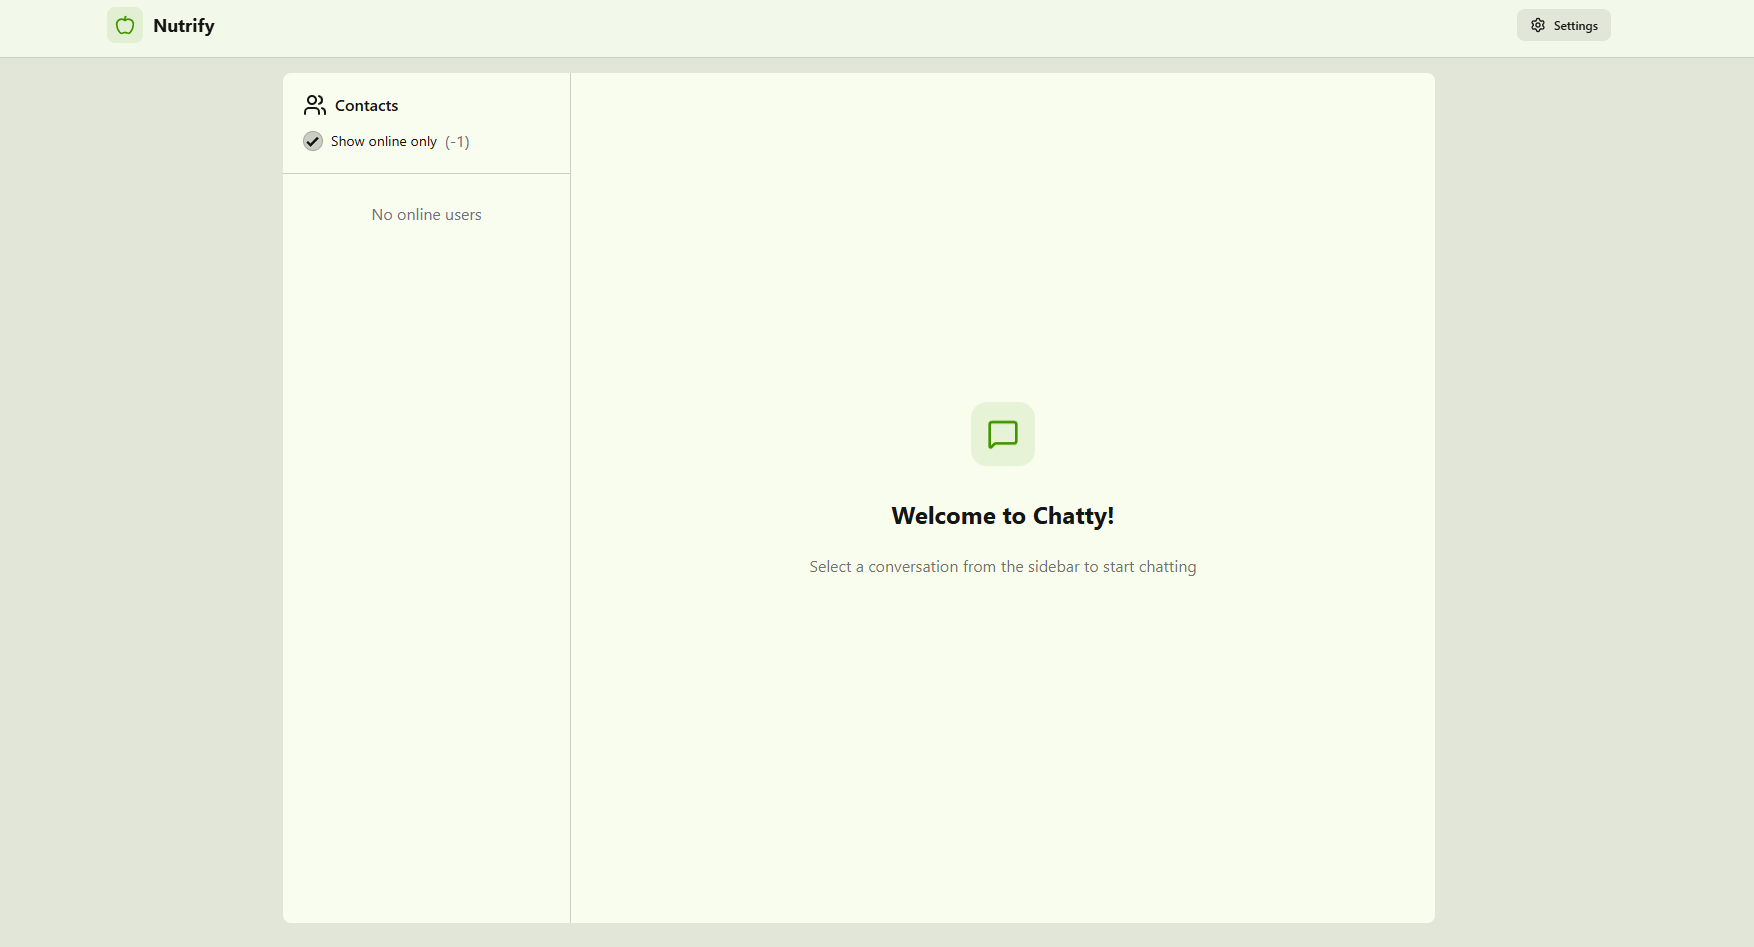 Nutrify
Settings
Contacts
Show online only (-1)
No online users
Welcome to Chatty!
Select a conversation from the sidebar to start chatting